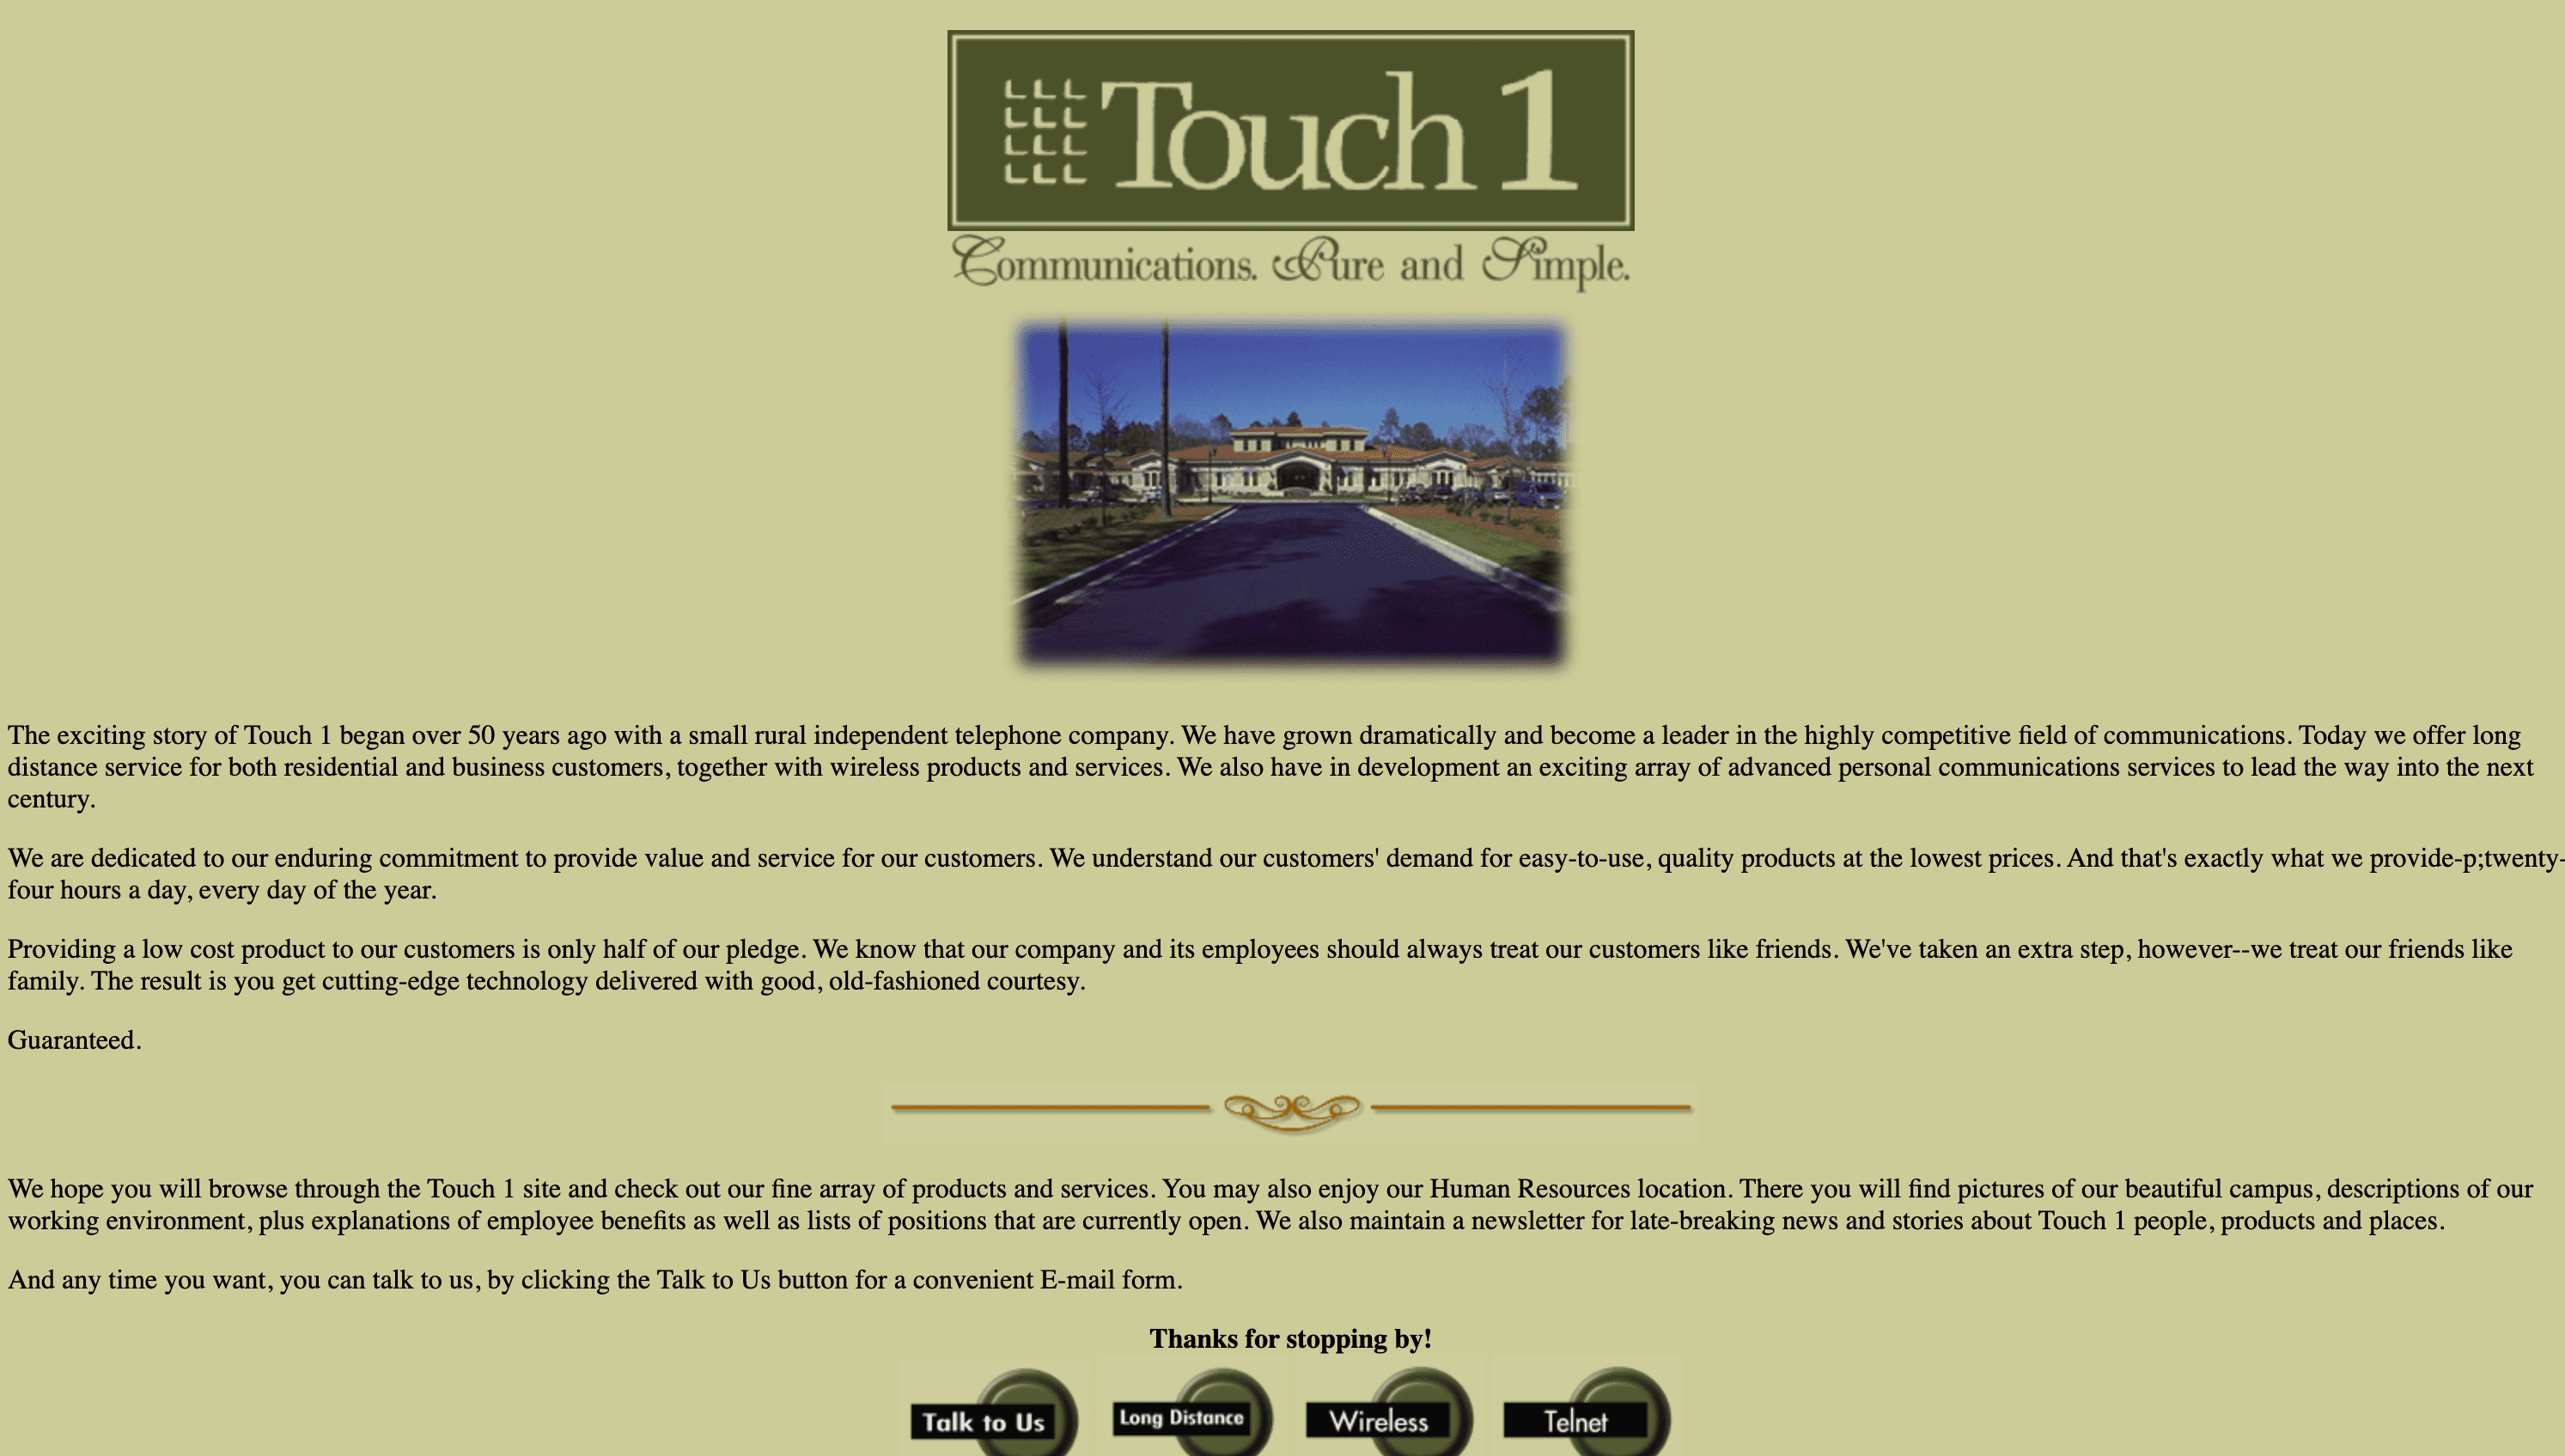 Touch 1
Communications. Pure and Simple.
The exciting story of Touch 1 began over 50 years ago with a small rural independent telephone company. We have grown dramatically and become a leader in the highly competitive field of communications. Today we offer long
distance service for both residential and business customers, together with wireless products and services. We also have in development an exciting array of advanced personal communications services to lead the way into the next
century.
We are dedicated to our enduring commitment to provide value and service for our customers. We understand our customers' demand for easy-to-use, quality products at the lowest prices. And that's exactly what we provide-p;twenty-
four hours a day, every day of the year.
Providing a low cost product to our customers is only half of our pledge. We know that our company and its employees should always treat our customers like friends. We've taken an extra step, however--we treat our friends like
family. The result is you get cutting-edge technology delivered with good, old-fashioned courtesy.
Guaranteed.
We hope you will browse through the Touch 1 site and check out our fine array of products and services. You may also enjoy our Human Resources location. There you will find pictures of our beautiful campus, descriptions of our
working environment, plus explanations of employee benefits as well as lists of positions that are currently open. We also maintain a newsletter for late-breaking news and stories about Touch 1 people, products and places.
And any time you want, you can talk to us, by clicking the Talk to Us button for a convenient E-mail form.
Thanks for stopping by!
Talk to Us Long Distance Wireless Telnet